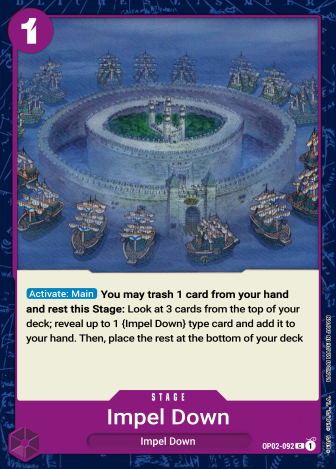 1
Activate: Main You may trash 1 card from your hand
and rest this Stage: Look at 3 cards from the top of your
deck; reveal up to 1 {Impel Down} type card and add it to
your hand. Then, place the rest at the bottom of your deck
STAGE
Impel Down
Impel Down
OP02-092 C 1